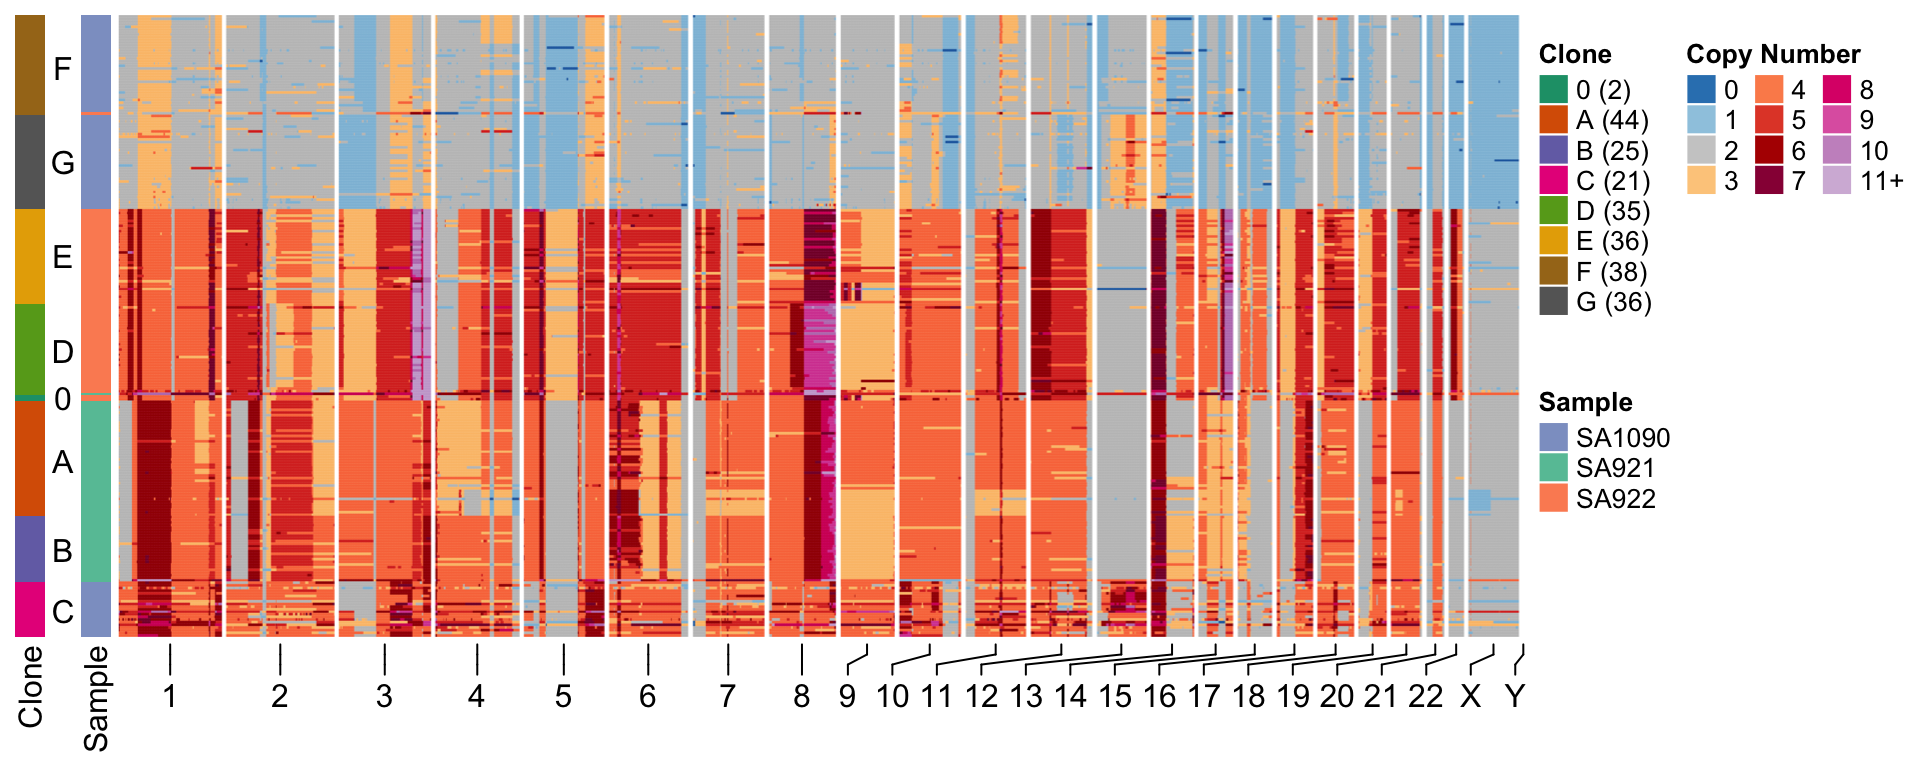 F
G
E
D
0
A
B
C
Clone
Sample
1 2 3 4 5 6 7 8 9 10 11 12 13 14 15 16 17 18 19 20 21 22 X Y
Clone
0 (2)
A (44)
B (25)
C (21)
D (35)
E (36)
F (38)
G (36)
Copy Number
0 4 8
1 5 9
2 6 10
3 7 11+
Sample
SA1090
SA921
SA922